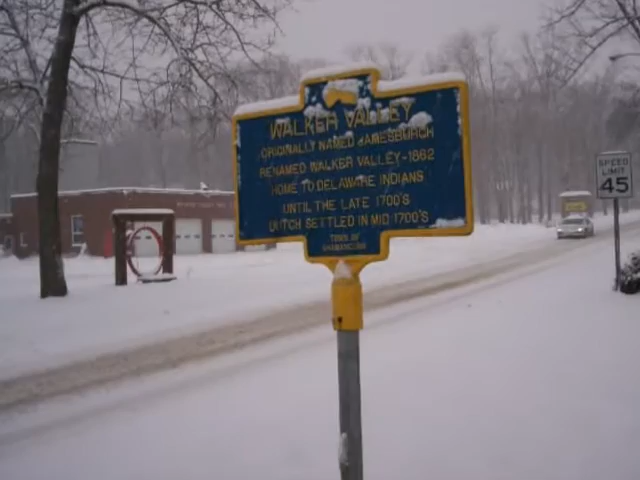 WALKER VALLEY
ORIGINALLY NAMED JAMESBURGH
RENAMED WALKER VALLEY-1862
HOME TO DELAWARE INDIANS
UNTIL THE LATE 1700'S
DUTCH SETTLED IN MID 1700'S
TOWN OF
SHAWANGUNK
SPEED
LIMIT
45